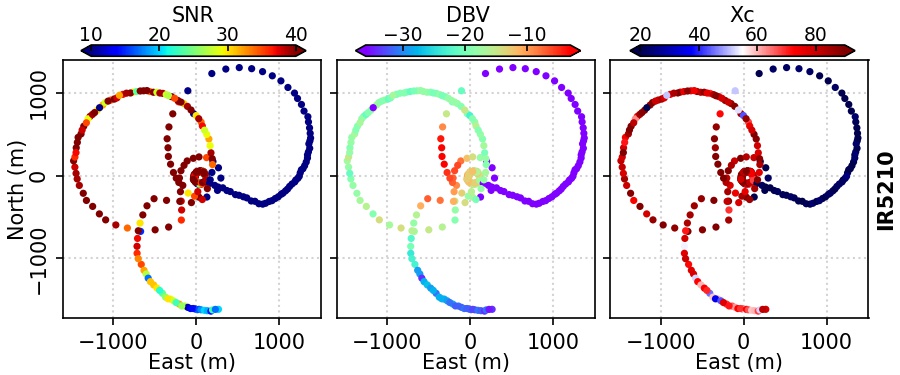 SNR DBV Xc
10 20 30 40 −30 −20 −10 20 40 60 80
1000
0
−1000
North (m)
IR5210
−1000 0 1000 −1000 0 1000 −1000 0 1000
East (m) East (m) East (m)